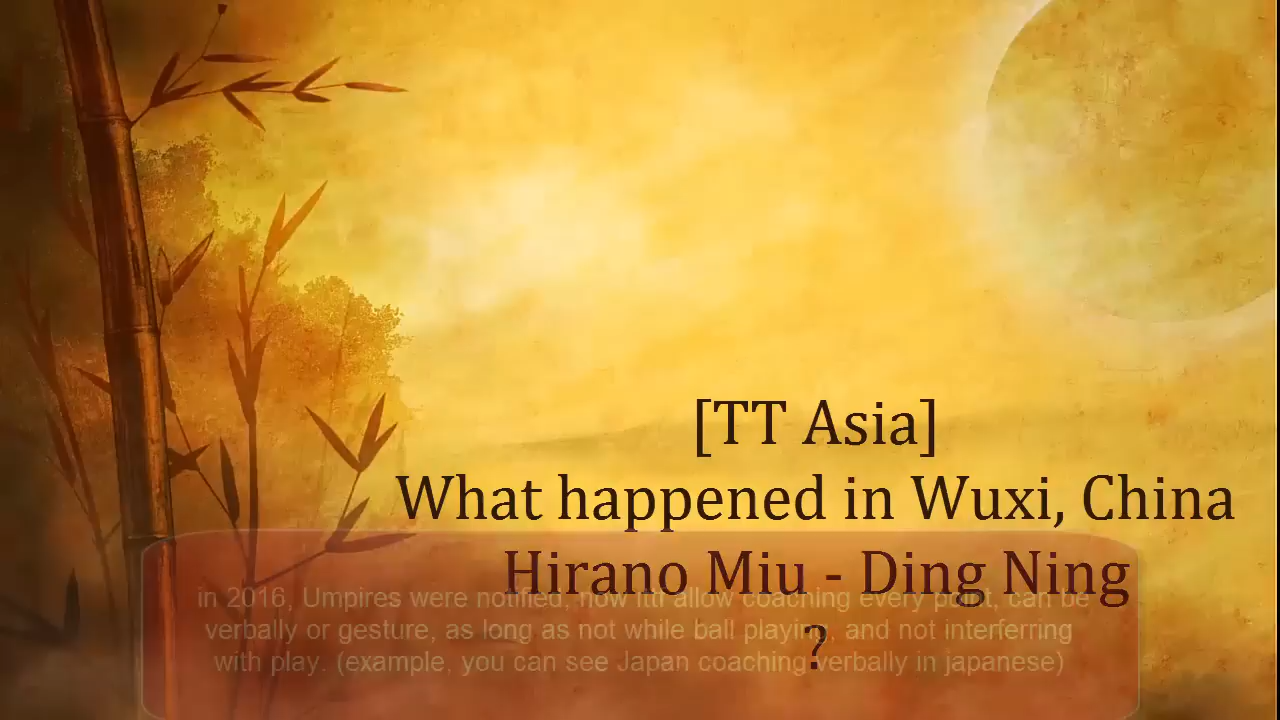 [TT Asia]
What happened in Wuxi, China
Hirano Miu - Ding Ning
?
in 2016, Umpires were notified, now ittf allow coaching every point, can be
verbally or gesture, as long as not while ball playing, and not interferring
with play. (example, you can see Japan coaching verbally in japanese)